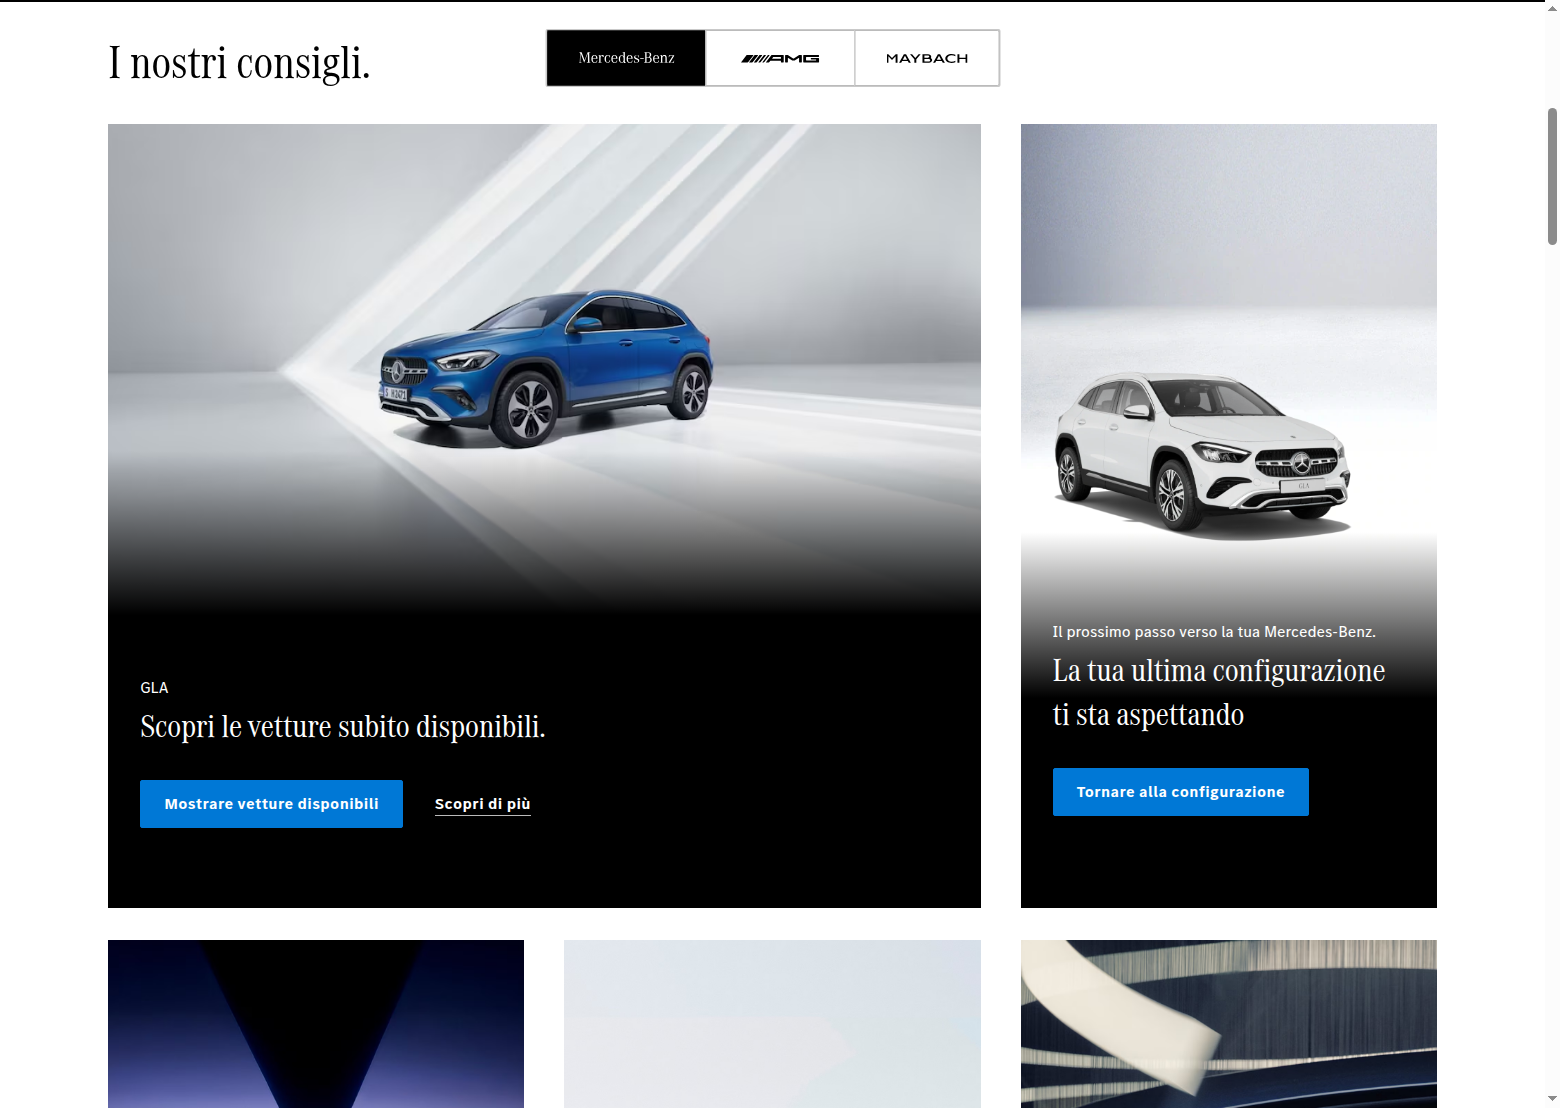 I nostri consigli.
Mercedes-Benz
AMG
MAYBACH
GLA
Scopri le vetture subito disponibili.
Mostrare vetture disponibili
Scopri di più
GLA
Il prossimo passo verso la tua Mercedes-Benz.
La tua ultima configurazione
ti sta aspettando
Tornare alla configurazione